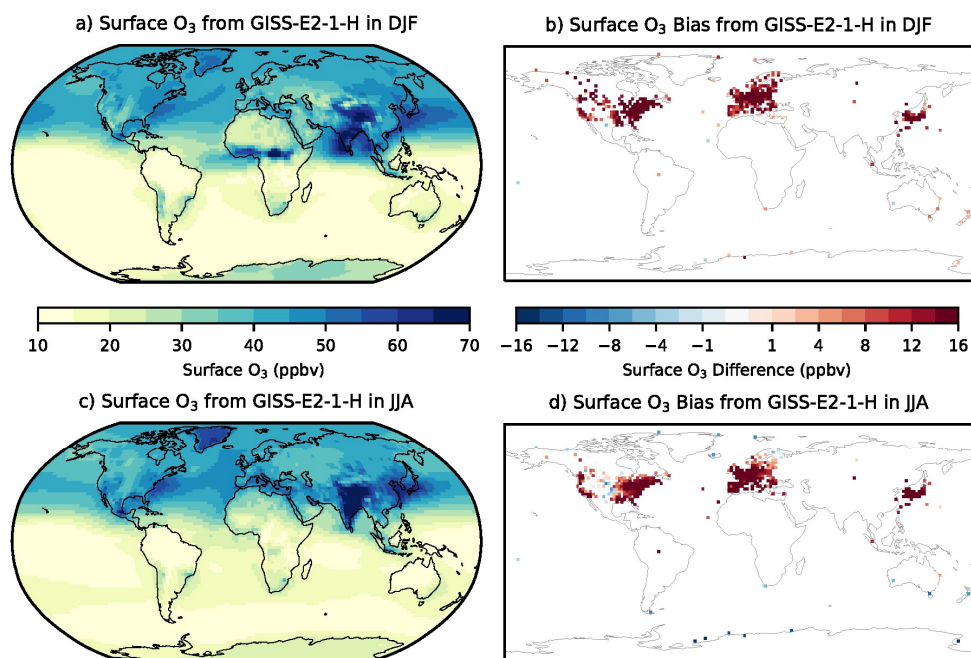 a) Surface O₃ from GISS-E2-1-H in DJF
b) Surface O₃ Bias from GISS-E2-1-H in DJF
10 20 30 40 50 60 70
Surface O₃ (ppbv)
−16 −12 −8 −4 −1 1 4 8 12 16
Surface O₃ Difference (ppbv)
c) Surface O₃ from GISS-E2-1-H in JJA
d) Surface O₃ Bias from GISS-E2-1-H in JJA